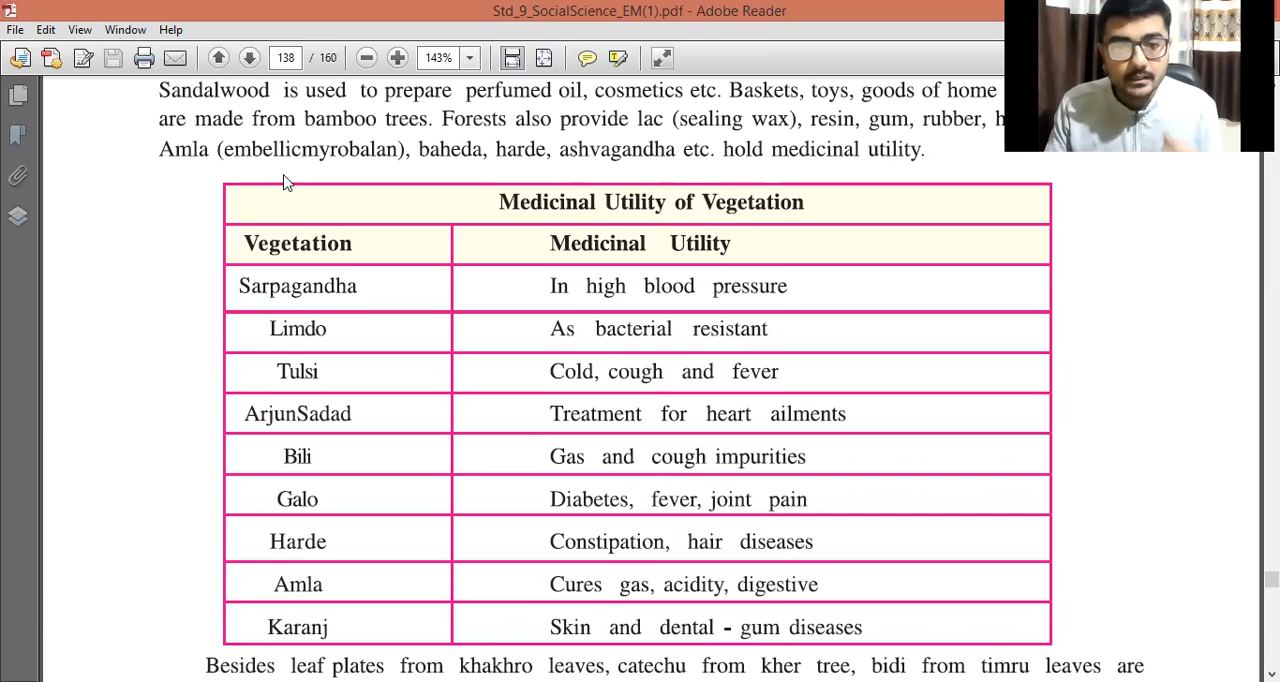 Std_9_SocialScience_EM(1).pdf - Adobe Reader
File Edit View Window Help
138 / 160 143%
Sandalwood is used to prepare perfumed oil, cosmetics etc. Baskets, toys, goods of home
are made from bamboo trees. Forests also provide lac (sealing wax), resin, gum, rubber,
Amla (embellicmyrobalan), baheda, harde, ashvagandha etc. hold medicinal utility.
Medicinal Utility of Vegetation
Vegetation Medicinal Utility
Sarpagandha In high blood pressure
Limdo As bacterial resistant
Tulsi Cold, cough and fever
ArjunSadad Treatment for heart ailments
Bili Gas and cough impurities
Galo Diabetes, fever, joint pain
Harde Constipation, hair diseases
Amla Cures gas, acidity, digestive
Karanj Skin and dental - gum diseases
Besides leaf plates from khakhro leaves, catechu from kher tree, bidi from timru leaves are